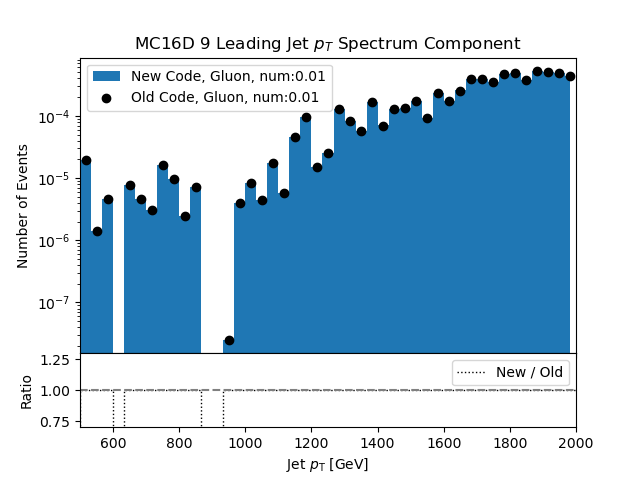 MC16D 9 Leading Jet $p_T$ Spectrum Component
New Code, Gluon, num:0.01
Old Code, Gluon, num:0.01
Number of Events
10⁻⁴
10⁻⁵
10⁻⁶
10⁻⁷
New / Old
Ratio
1.25
1.00
0.75
600 800 1000 1200 1400 1600 1800 2000
Jet $p_T$ [GeV]